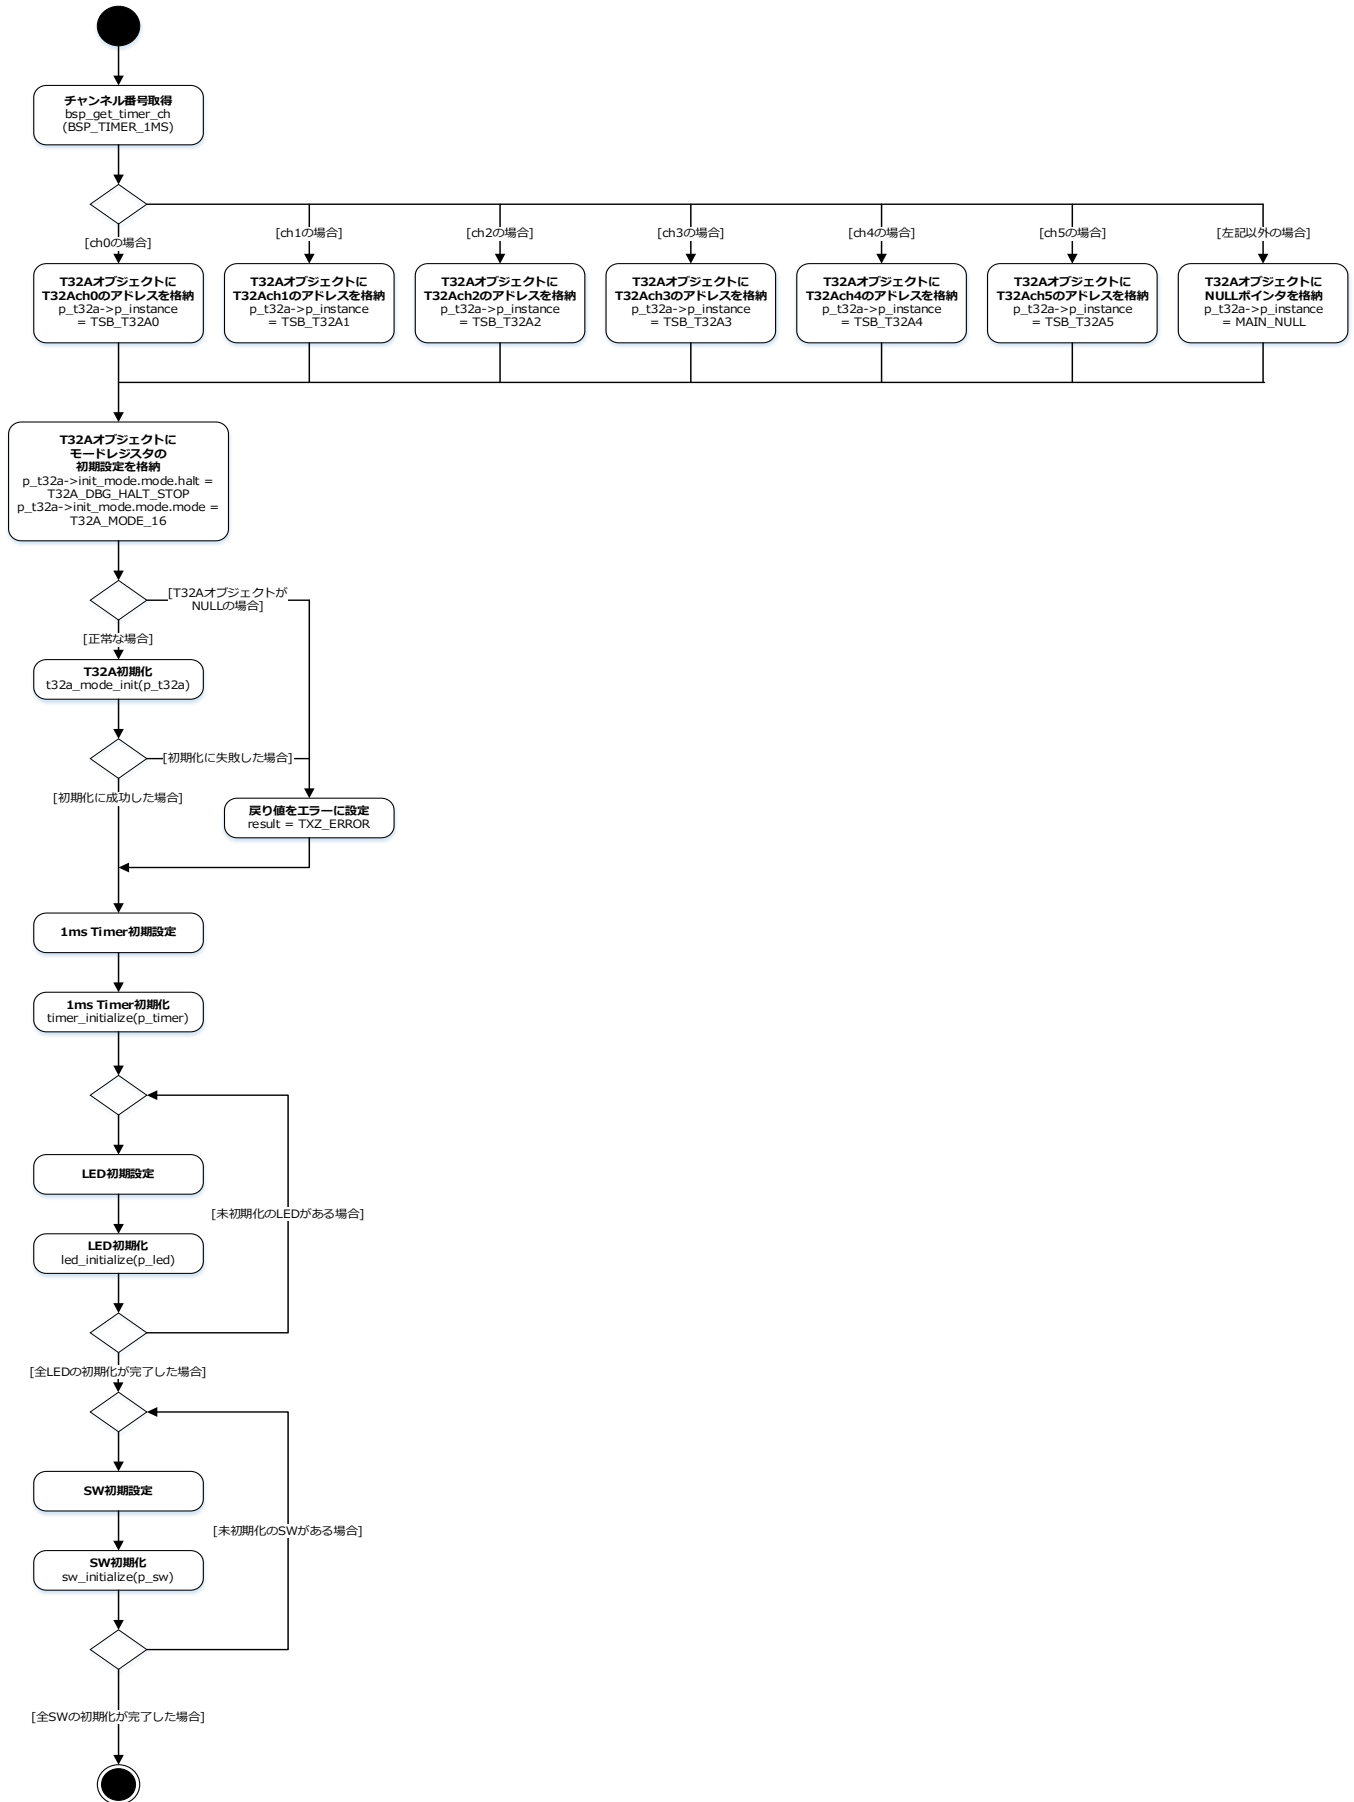 チャンネル番号取得
bsp_get_timer_ch
(BSP_TIMER_1MS)
[ch0の場合]
[ch1の場合]
[ch2の場合]
[ch3の場合]
[ch4の場合]
[ch5の場合]
[左記以外の場合]
T32Aオブジェクトに
T32Ach0のアドレスを格納
p_t32a->p_instance
= TSB_T32A0
T32Aオブジェクトに
T32Ach1のアドレスを格納
p_t32a->p_instance
= TSB_T32A1
T32Aオブジェクトに
T32Ach2のアドレスを格納
p_t32a->p_instance
= TSB_T32A2
T32Aオブジェクトに
T32Ach3のアドレスを格納
p_t32a->p_instance
= TSB_T32A3
T32Aオブジェクトに
T32Ach4のアドレスを格納
p_t32a->p_instance
= TSB_T32A4
T32Aオブジェクトに
T32Ach5のアドレスを格納
p_t32a->p_instance
= TSB_T32A5
T32Aオブジェクトに
NULLポインタを格納
p_t32a->p_instance
= MAIN_NULL
T32Aオブジェクトに
モードレジスタの
初期設定を格納
p_t32a->init_mode.mode.halt =
T32A_DBG_HALT_STOP
p_t32a->init_mode.mode.mode =
T32A_MODE_16
[T32Aオブジェクトが
NULLの場合]
[正常な場合]
T32A初期化
t32a_mode_init(p_t32a)
[初期化に失敗した場合]
[初期化に成功した場合]
戻り値をエラーに設定
result = TXZ_ERROR
1ms Timer初期設定
1ms Timer初期化
timer_initialize(p_timer)
LED初期設定
[未初期化のLEDがある場合]
LED初期化
led_initialize(p_led)
[全LEDの初期化が完了した場合]
SW初期設定
[未初期化のSWがある場合]
SW初期化
sw_initialize(p_sw)
[全SWの初期化が完了した場合]